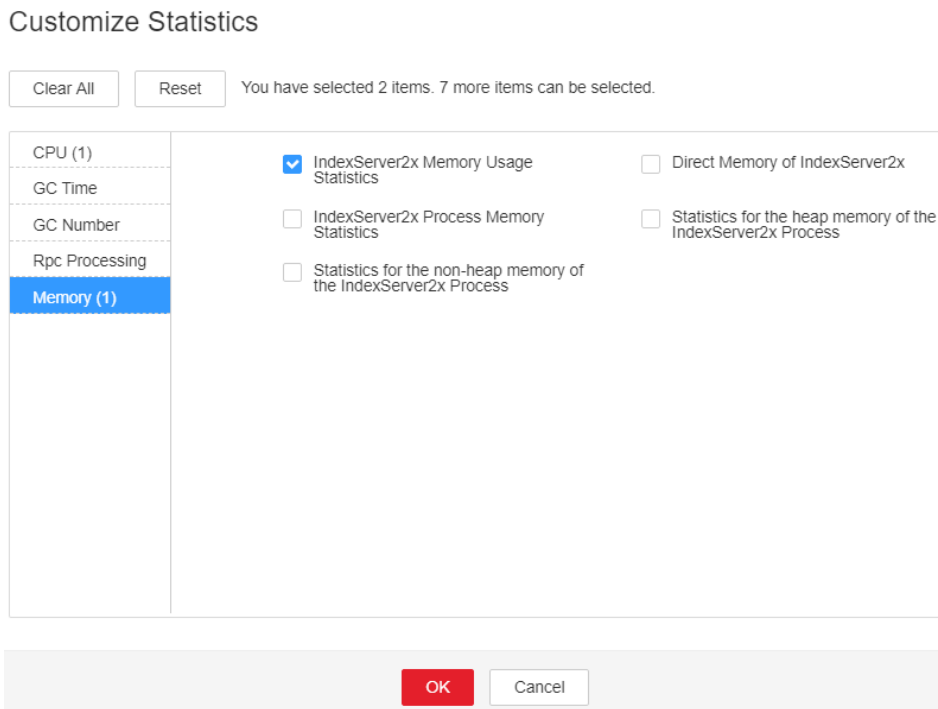 Customize Statistics
Clear All
Reset
You have selected 2 items. 7 more items can be selected.
CPU (1)
GC Time
GC Number
Rpc Processing
Memory (1)
IndexServer2x Memory Usage
Statistics
Direct Memory of IndexServer2x
IndexServer2x Process Memory
Statistics
Statistics for the heap memory of the
IndexServer2x Process
Statistics for the non-heap memory of
the IndexServer2x Process
OK
Cancel